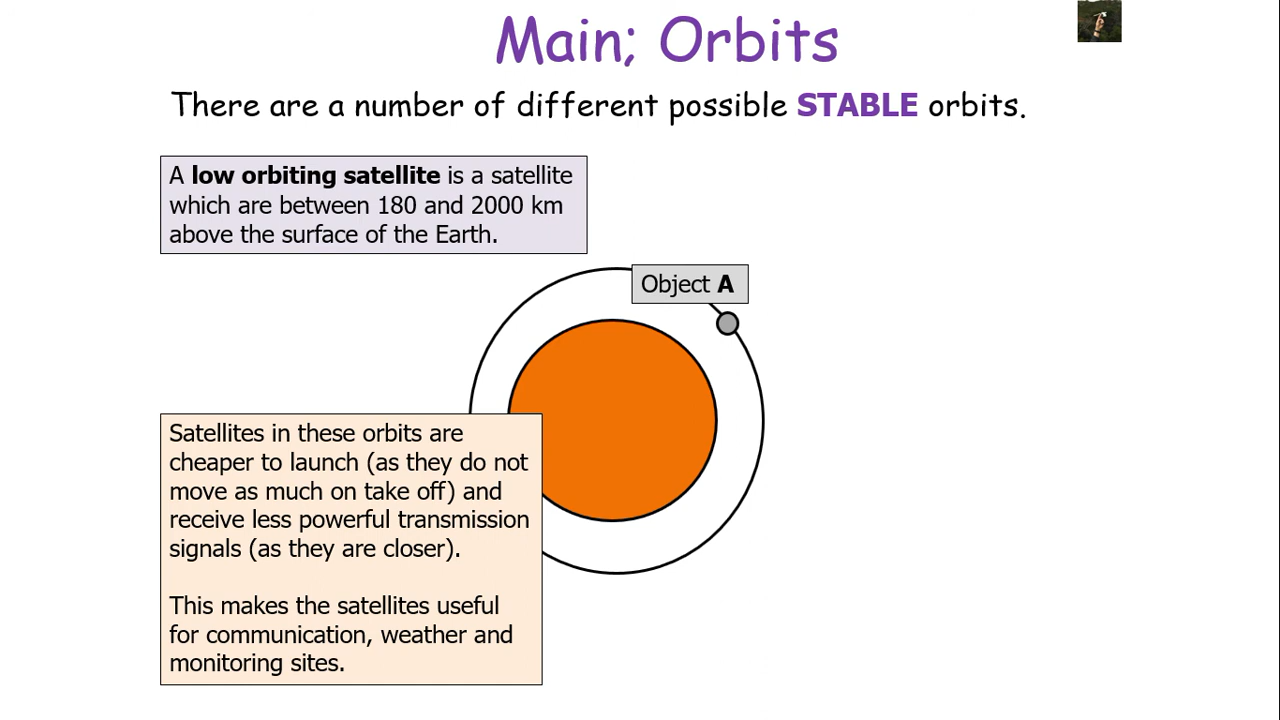 Main; Orbits
There are a number of different possible STABLE orbits.
A low orbiting satellite is a satellite
which are between 180 and 2000 km
above the surface of the Earth.
Object A
Satellites in these orbits are
cheaper to launch (as they do not
move as much on take off) and
receive less powerful transmission
signals (as they are closer).
This makes the satellites useful
for communication, weather and
monitoring sites.